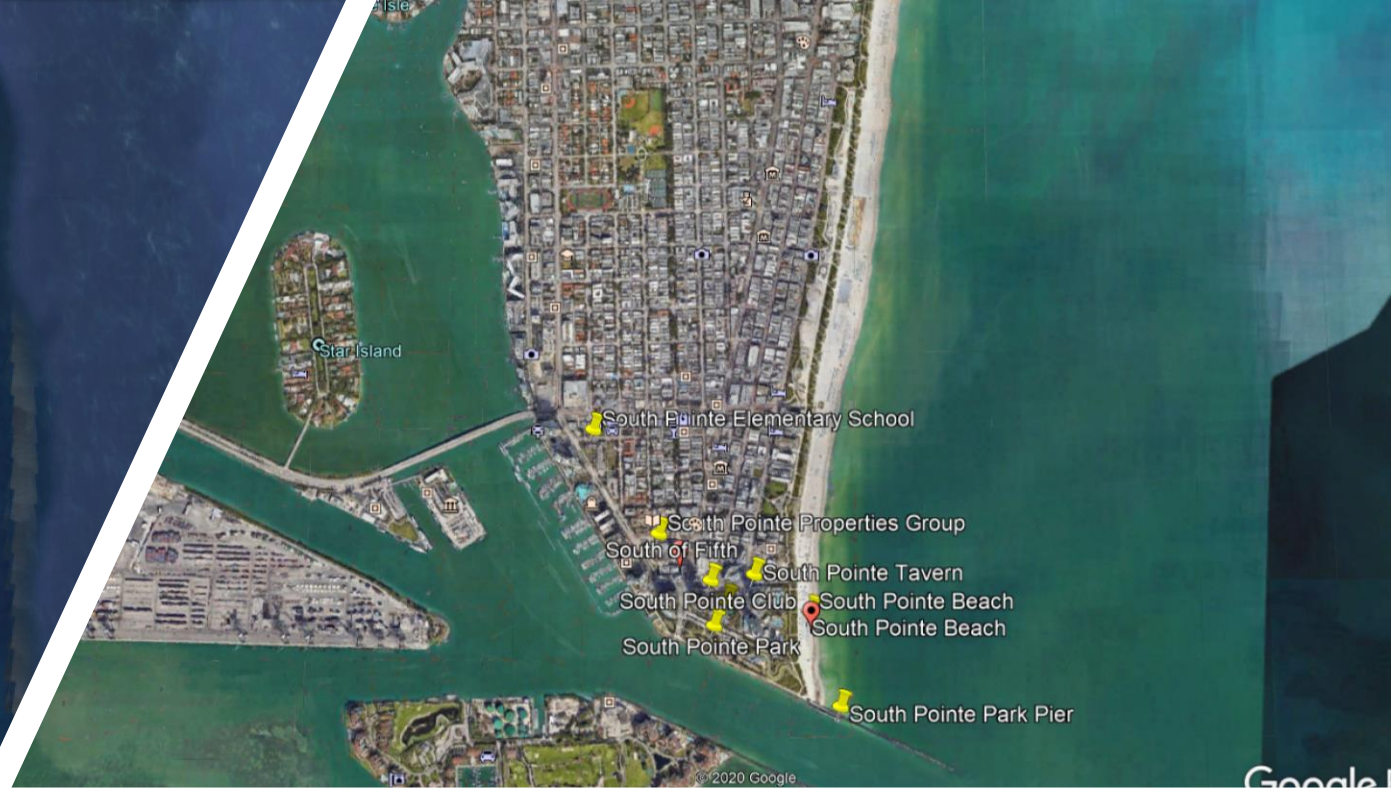 Isle
Star Island
South Pointe Elementary School
South Pointe Properties Group
South of Fifth
South Pointe Tavern
South Pointe Club
South Pointe Beach
South Pointe Beach
South Pointe Park
South Pointe Park Pier
© 2020 Google
Google